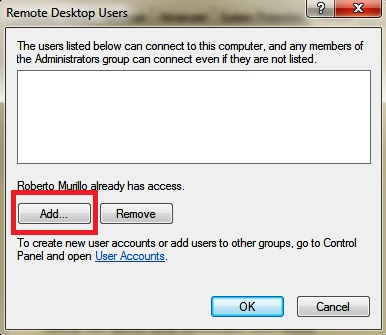 Remote Desktop Users
?
The users listed below can connect to this computer, and any members of
the Administrators group can connect even if they are not listed.
Roberto Murillo already has access.
Add... Remove
To create new user accounts or add users to other groups, go to Control
Panel and open User Accounts.
OK Cancel